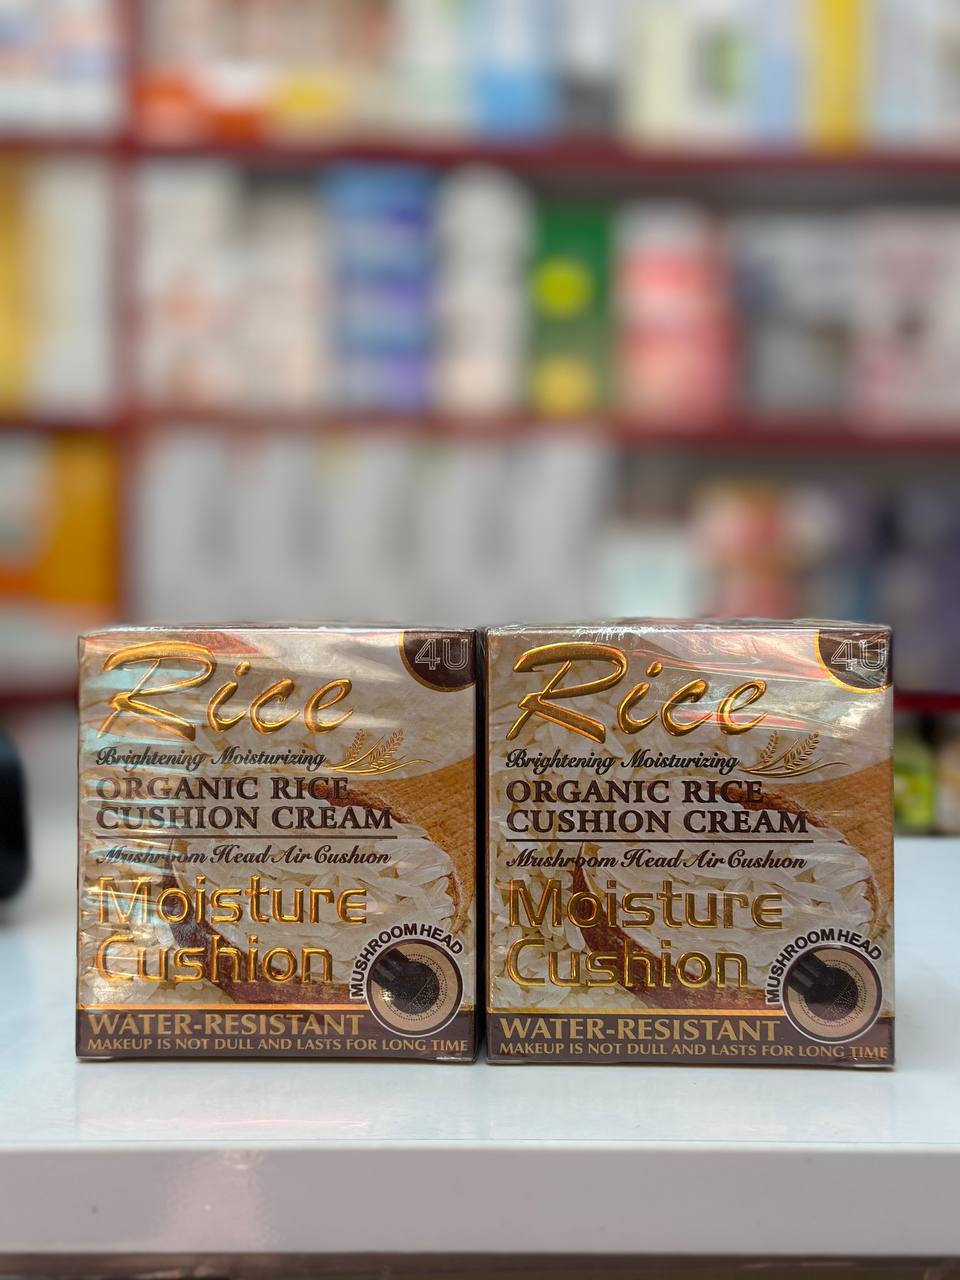 Rice
4U
Brightening Moisturizing
ORGANIC RICE
CUSHION CREAM
Mushroom Head Air Cushion
Moisture
Cushion
MUSHROOM HEAD
WATER-RESISTANT
MAKEUP IS NOT DULL AND LASTS FOR LONG TIME
Rice
4U
Brightening Moisturizing
ORGANIC RICE
CUSHION CREAM
Mushroom Head Air Cushion
Moisture
Cushion
MUSHROOM HEAD
WATER-RESISTANT
MAKEUP IS NOT DULL AND LASTS FOR LONG TIME